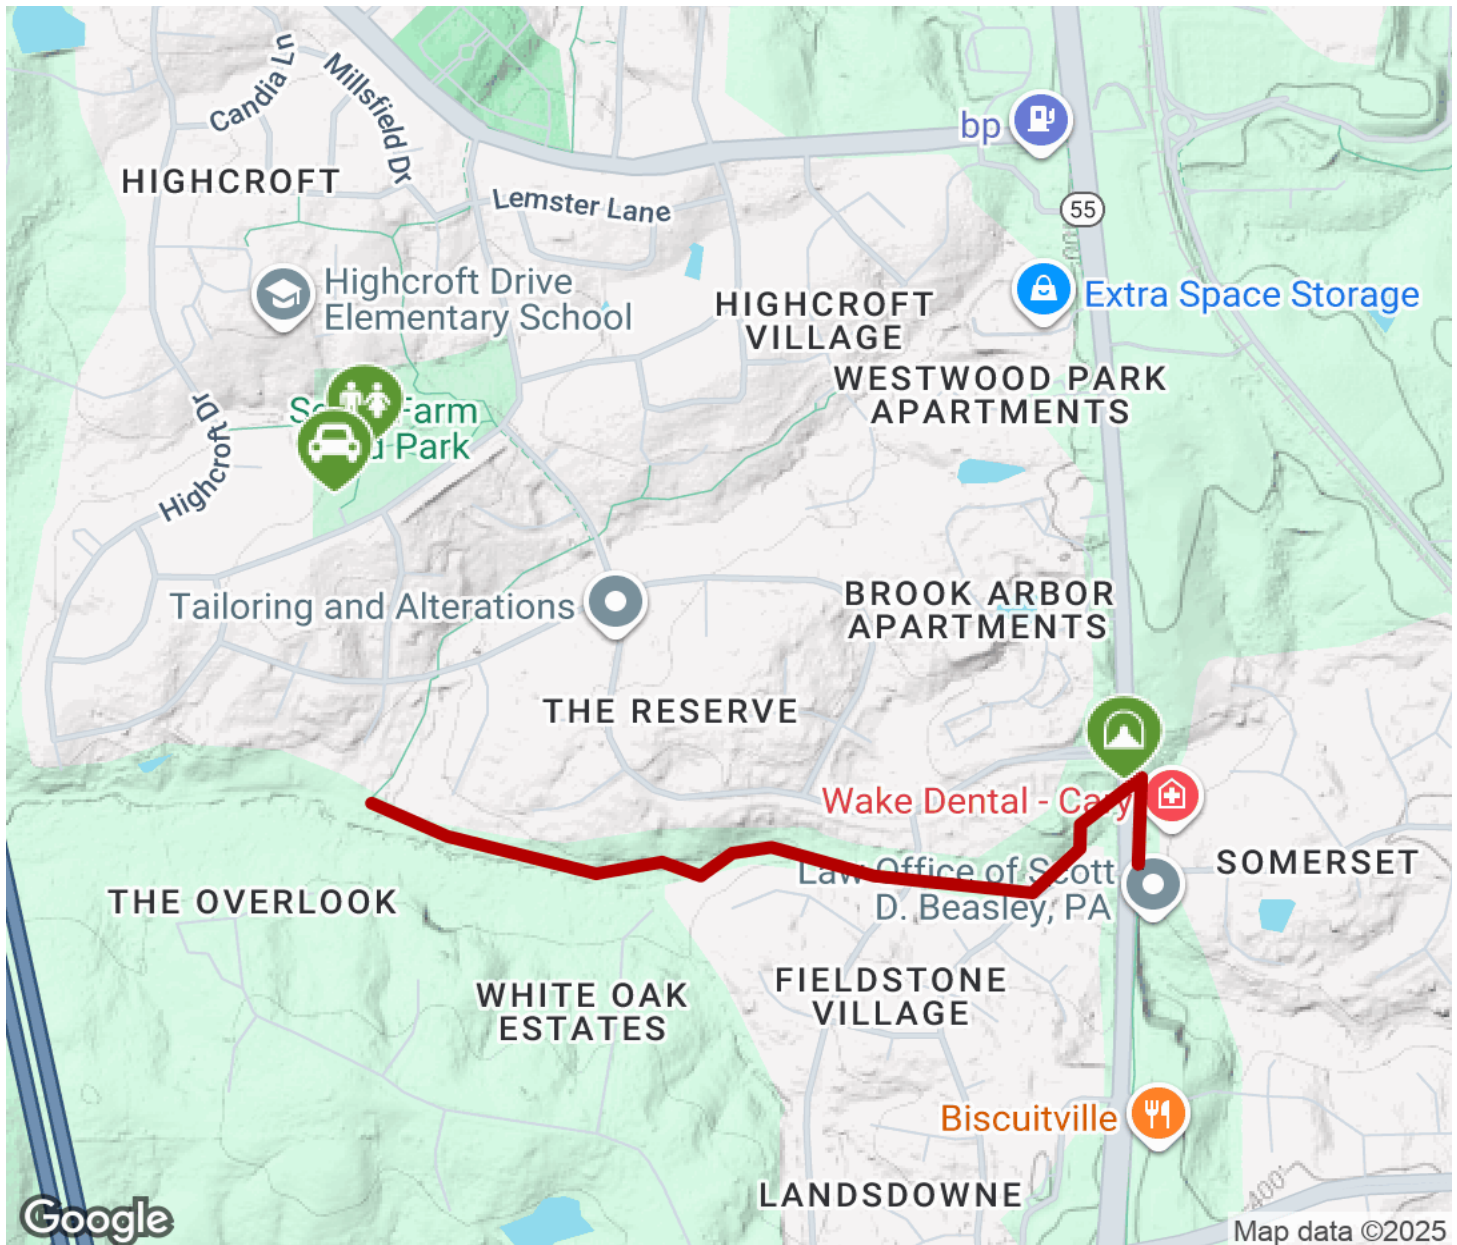 Candia Ln
Millsfield Dr
HIGHCROFT
bp
55
Lemster Lane
Highcroft Drive
Elementary School
HIGHCROFT
VILLAGE
Extra Space Storage
WESTWOOD PARK
APARTMENTS
Farm
Park
Highcroft Dr
Tailoring and Alterations
BROOK ARBOR
APARTMENTS
THE RESERVE
Wake Dental - Cary
Law Office of Scott
D. Beasley, PA
SOMERSET
THE OVERLOOK
WHITE OAK
ESTATES
FIELDSTONE
VILLAGE
Biscuitville
LANDSDOWNE
400'
Google
Map data ©2025